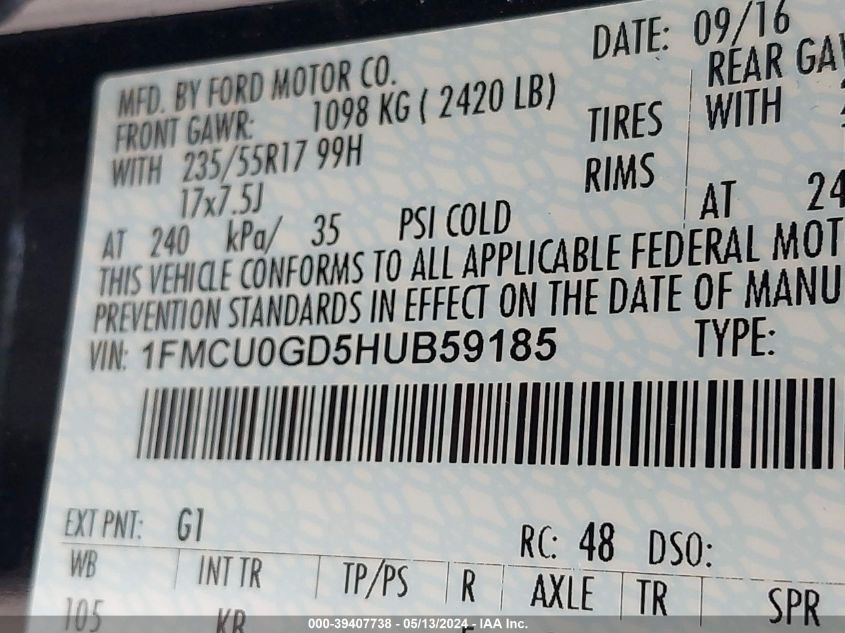 DATE: 09/16
MFD. BY FORD MOTOR CO.
FRONT GAWR: 1098 KG ( 2420 LB) REAR
WITH 235/55R17 99H TIRES WITH
17x7.5J RIMS
AT 240 kPa/ 35 PSI COLD AT 24
THIS VEHICLE CONFORMS TO ALL APPLICABLE FEDERAL MOT
PREVENTION STANDARDS IN EFFECT ON THE DATE OF MANU
VIN: 1FMCU0GD5HUB59185 TYPE:
EXT PNT: G1 RC: 48 DSO:
WB INT TR TP/PS R AXLE TR SPR
105 KR
000-39407738 - 05/13/2024 - IAA Inc.